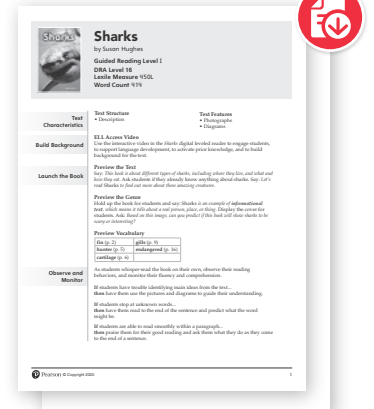 Sharks
Sharks
by Susan Hughes
Guided Reading Level I
DRA Level 16
Lexile Measure 450L
Word Count 414
Text
Characteristics
Text Structure
• Description
Text Features
• Photographs
• Diagrams
Build Background
ELL Access Video
Use the interactive video in the Sharks digital leveled reader to engage students,
to support language development, to activate prior knowledge, and to build
background for the text.
Launch the Book
Preview the Text
Say: This book is about different types of sharks, including where they live, and what and
how they eat. Ask students if they already know anything about sharks. Say: Let's
read Sharks to find out more about these amazing creatures.
Preview the Genre
Hold up the book for students and say: Sharks is an example of informational
text, which means it tells about a real person, place, or thing. Display the cover for
students. Ask: Based on this image, can you predict if this book will show sharks to be
scary or interesting?
Preview Vocabulary
fin (p. 2) gills (p. 9)
hunter (p. 5) endangered (p. 16)
cartilage (p. 6)
Observe and
Monitor
As students whisper-read the book on their own, observe their reading
behaviors, and monitor their fluency and comprehension.
If students have trouble identifying main ideas from the text...
then have them use the pictures and diagrams to guide their understanding.
If students stop at unknown words...
then have them read to the end of the sentence and predict what the word
might be.
If students are able to read smoothly within a paragraph...
then praise them for their good reading and ask them what they do as they come
to the end of a sentence.
Pearson © Copyright 2020
1